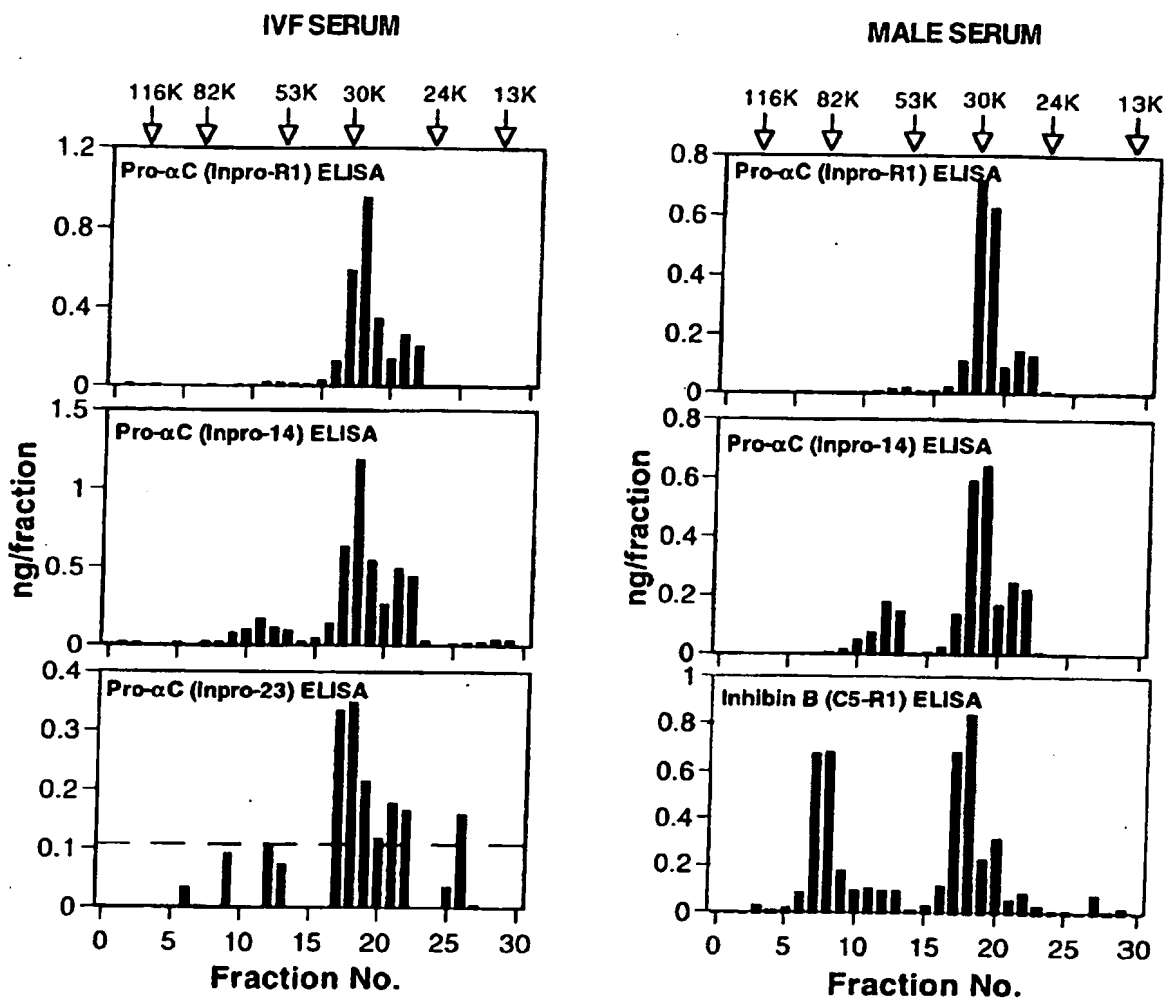 IVF SERUM
116K 82K 53K 30K 24K 13K
1.2
0.8
0.4
0
Pro-αC (Inpro-R1) ELISA
1.5
1
0.5
0
Pro-αC (Inpro-14) ELISA
ng/fraction
0.4
0.3
0.2
0.1
0
Pro-αC (Inpro-23) ELISA
0 5 10 15 20 25 30
Fraction No.
MALE SERUM
116K 82K 53K 30K 24K 13K
0.8
0.6
0.4
0.2
0
Pro-αC (Inpro-R1) ELISA
0.8
0.6
0.4
0.2
0
Pro-αC (Inpro-14) ELISA
ng/fraction
1
0.8
0.6
0.4
0.2
0
Inhibin B (C5-R1) ELISA
0 5 10 15 20 25 30
Fraction No.